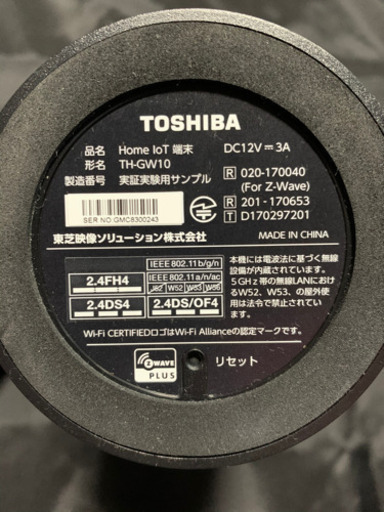 TOSHIBA
品名 Home IoT 端末 DC12V⎓3A
形名 TH-GW10
製造番号 実証実験用サンプル
R 020-170040
(For Z-Wave)
R 201-170653
T D170297201
SER NO.GMC8300243
東芝映像ソリューション株式会社
MADE IN CHINA
IEEE802.11b/g/n
IEEE802.11a/n/ac
J52 W52 W53 W56
2.4FH4
2.4DS4 2.4DS/OF4
本機には電波法に基づく無線
設備が内蔵されています。
5GHz帯の無線LANにおけ
るW52、W53、の屋外使
用は法令で禁止されています。
Wi-Fi CERTIFIEDロゴはWi-Fi Allianceの認定マークです。
Z-WAVE
PLUS
リセット